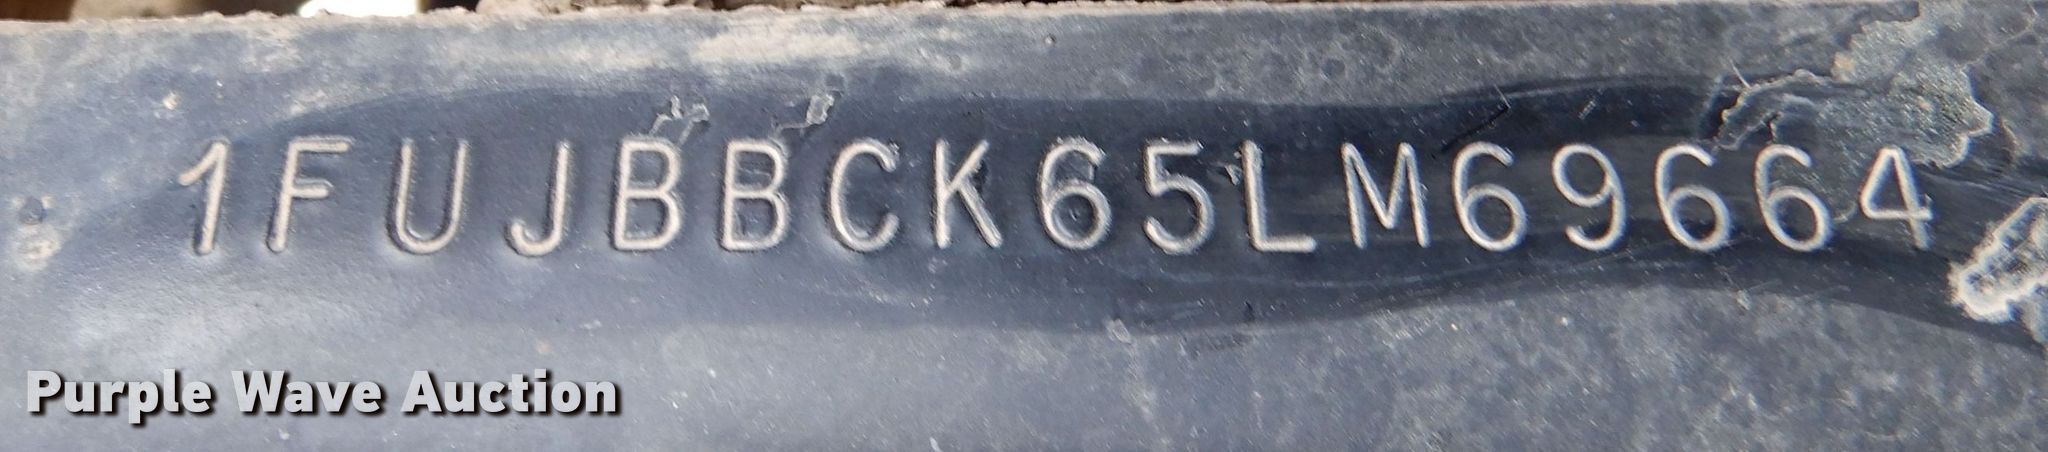 1FUJBBCK65LM69664
Purple Wave Auction